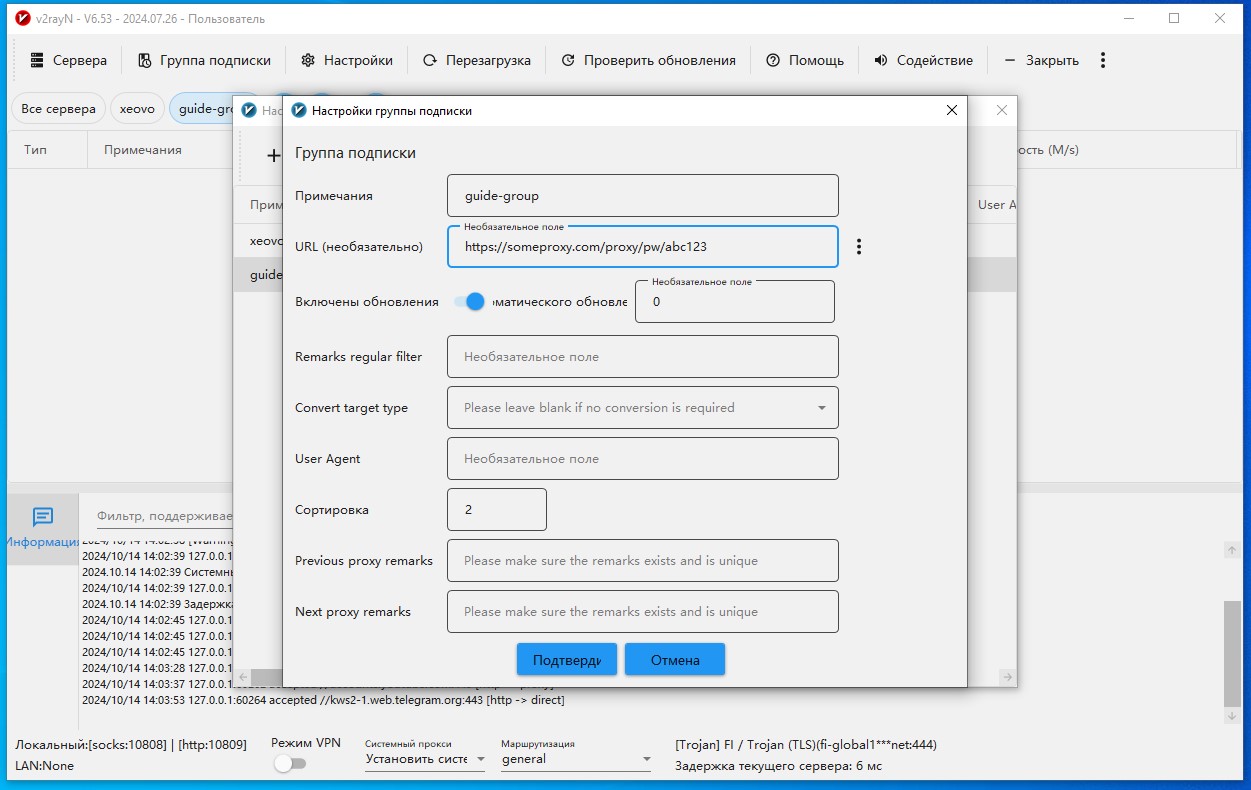 v2rayN - V6.53 - 2024.07.26 - Пользователь
Сервера Группа подписки Настройки Перезагрузка Проверить обновления Помощь Содействие Закрыть
Все сервера xeovo guide-gro
Нас
Настройки группы подписки
Тип Примечания
ость (M/s)
Прим
User A
xeovo
guide
Группа подписки
Примечания guide-group
Необязательное поле
URL (необязательно) https://someproxy.com/proxy/pw/abc123
Необязательное поле
Включены обновления матического обновле 0
Remarks regular filter Необязательное поле
Convert target type Please leave blank if no conversion is required
User Agent Необязательное поле
Сортировка 2
Previous proxy remarks Please make sure the remarks exists and is unique
Next proxy remarks Please make sure the remarks exists and is unique
Подтверди Отмена
Информация
Фильтр, поддерживае
2024/10/14 14:02:39 127.0.0.1
2024.10.14 14:02:39 Системны
2024/10/14 14:02:39 127.0.0.1
2024.10.14 14:02:39 Задержка
2024/10/14 14:02:45 127.0.0.1
2024/10/14 14:02:45 127.0.0.1
2024/10/14 14:02:45 127.0.0.1
2024/10/14 14:03:28 127.0.0.1
2024/10/14 14:03:37 127.0.0.1
2024/10/14 14:03:53 127.0.0.1:60264 accepted //kws2-1.web.telegram.org:443 [http -> direct]
Локальный:[socks:10808] | [http:10809]
LAN:None
Режим VPN
Системный прокси
Установить систе
Маршрутизация
general
[Trojan] FI / Trojan (TLS)(fi-global1***net:444)
Задержка текущего сервера: 6 мс